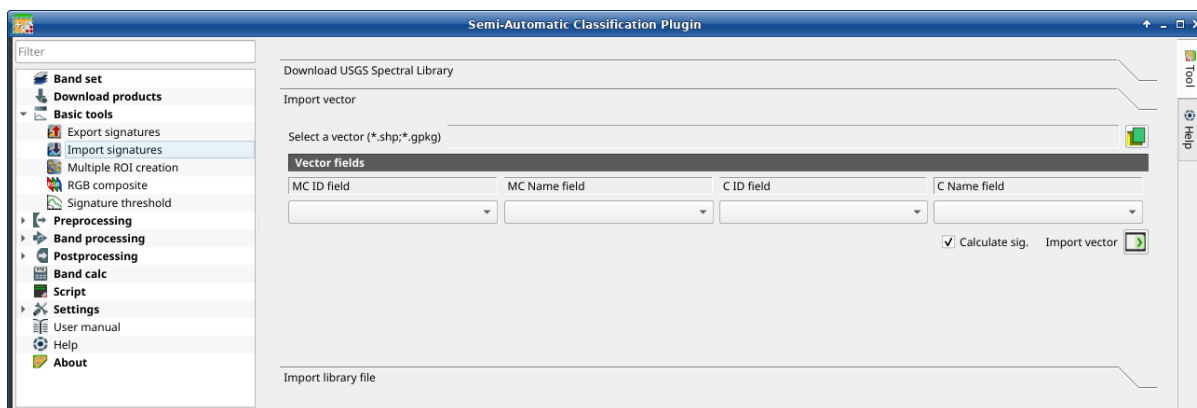 Semi-Automatic Classification Plugin
Filter
Band set
Download products
Basic tools
Export signatures
Import signatures
Multiple ROI creation
RGB composite
Signature threshold
Preprocessing
Band processing
Postprocessing
Band calc
Script
Settings
User manual
Help
About
Download USGS Spectral Library
Import vector
Select a vector (*.shp;*.gpkg)
Vector fields
MC ID field MC Name field C ID field C Name field
Calculate sig. Import vector
Import library file
Tool
Help